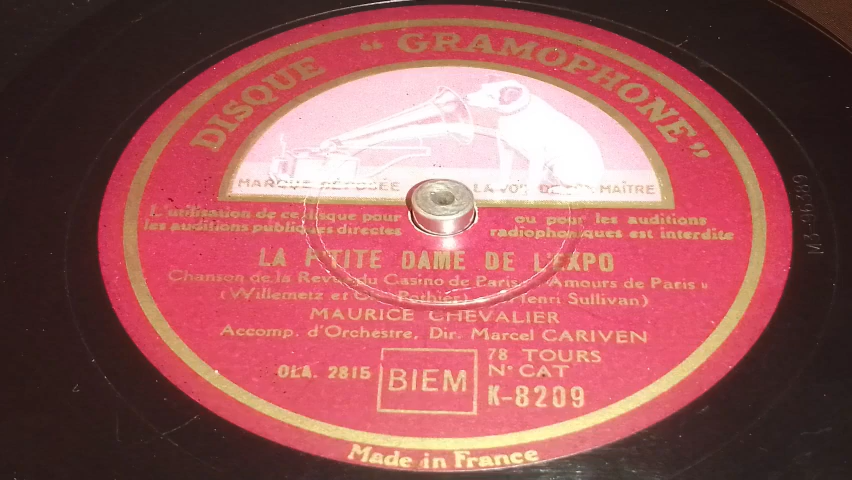 DISQUE "GRAMOPHONE"
MARQUE DÉPOSÉE LA VOIX DE MAÎTRE
L'utilisation de ce disque pour ou pour les auditions
les auditions publiques directes radiophoniques est interdite
LA P'TITE DAME DE L'EXPO
Chanson de la Revue du Casino de Paris « Amours de Paris »
(Willemetz et Pothier) Henri Sullivan)
MAURICE CHEVALIER
Accomp. d'Orchestre, Dir. Marcel CARIVEN
OLA. 2815 BIEM 78 TOURS
N° CAT
K-8209
Made in France